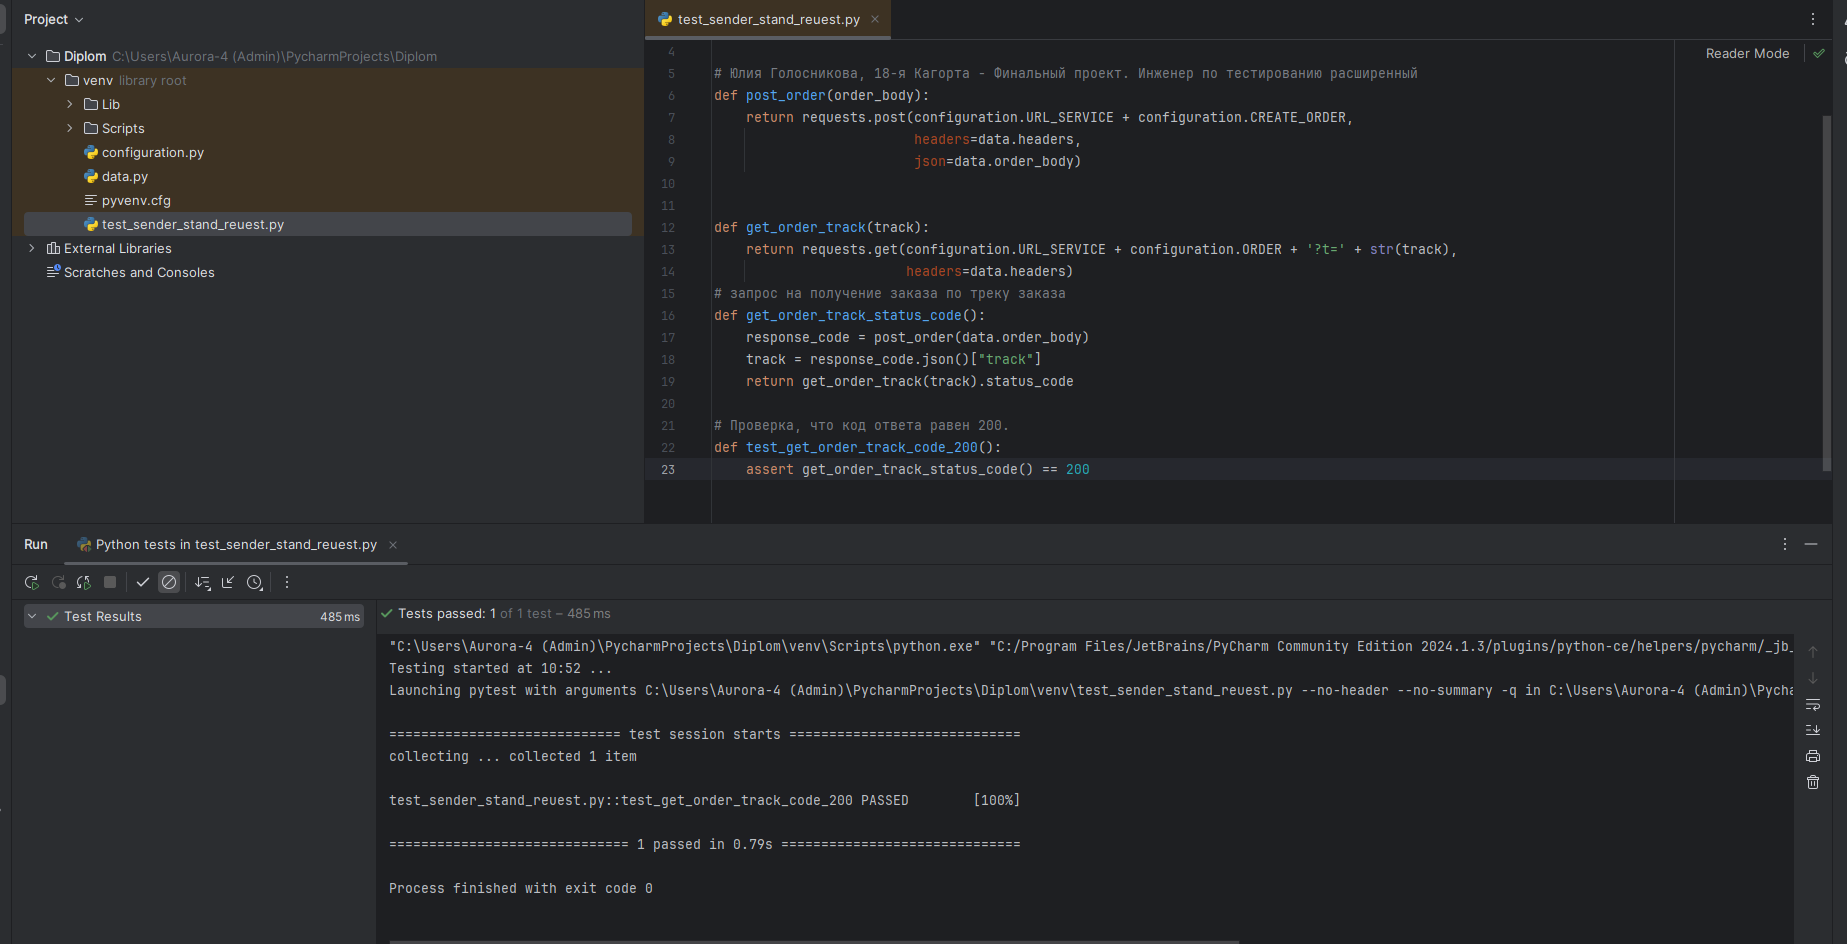 Project
Diplom C:\Users\Aurora-4 (Admin)\PycharmProjects\Diplom
venv library root
Lib
Scripts
configuration.py
data.py
pyvenv.cfg
test_sender_stand_reuest.py
External Libraries
Scratches and Consoles
test_sender_stand_reuest.py
Reader Mode
4
5 # Юлия Голосникова, 18-я Кагорта - Финальный проект. Инженер по тестированию расширенный
6 def post_order(order_body):
7 return requests.post(configuration.URL_SERVICE + configuration.CREATE_ORDER,
8 headers=data.headers,
9 json=data.order_body)
10
11
12 def get_order_track(track):
13 return requests.get(configuration.URL_SERVICE + configuration.ORDER + '?t=' + str(track),
14 headers=data.headers)
15 # запрос на получение заказа по треку заказа
16 def get_order_track_status_code():
17 response_code = post_order(data.order_body)
18 track = response_code.json()["track"]
19 return get_order_track(track).status_code
20
21 # Проверка, что код ответа равен 200.
22 def test_get_order_track_code_200():
23 assert get_order_track_status_code() == 200
Run Python tests in test_sender_stand_reuest.py
Test Results 485 ms
Tests passed: 1 of 1 test – 485 ms
"C:\Users\Aurora-4 (Admin)\PycharmProjects\Diplom\venv\Scripts\python.exe" "C:/Program Files/JetBrains/PyCharm Community Edition 2024.1.3/plugins/python-ce/helpers/pycharm/_jb_
Testing started at 10:52 ...
Launching pytest with arguments C:\Users\Aurora-4 (Admin)\PycharmProjects\Diplom\venv\test_sender_stand_reuest.py --no-header --no-summary -q in C:\Users\Aurora-4 (Admin)\Pycha
============================= test session starts =============================
collecting ... collected 1 item
test_sender_stand_reuest.py::test_get_order_track_code_200 PASSED [100%]
============================== 1 passed in 0.79s ==============================
Process finished with exit code 0